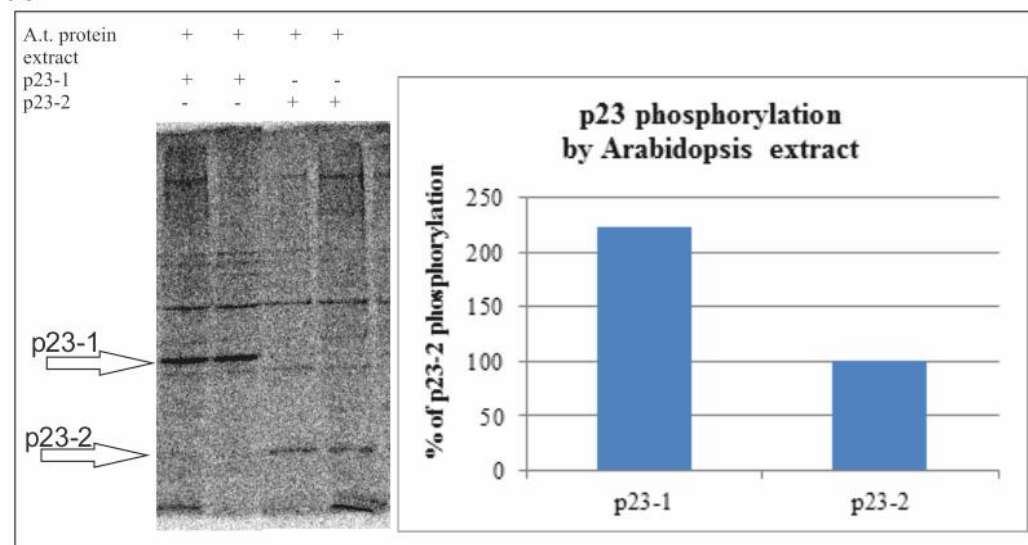 A.t. protein + + + +
extract
p23-1 + + - -
p23-2 - - + +
p23-1
p23-2
p23 phosphorylation
by Arabidopsis extract
% of p23-2 phosphorylation
250
200
150
100
50
0
p23-1 p23-2